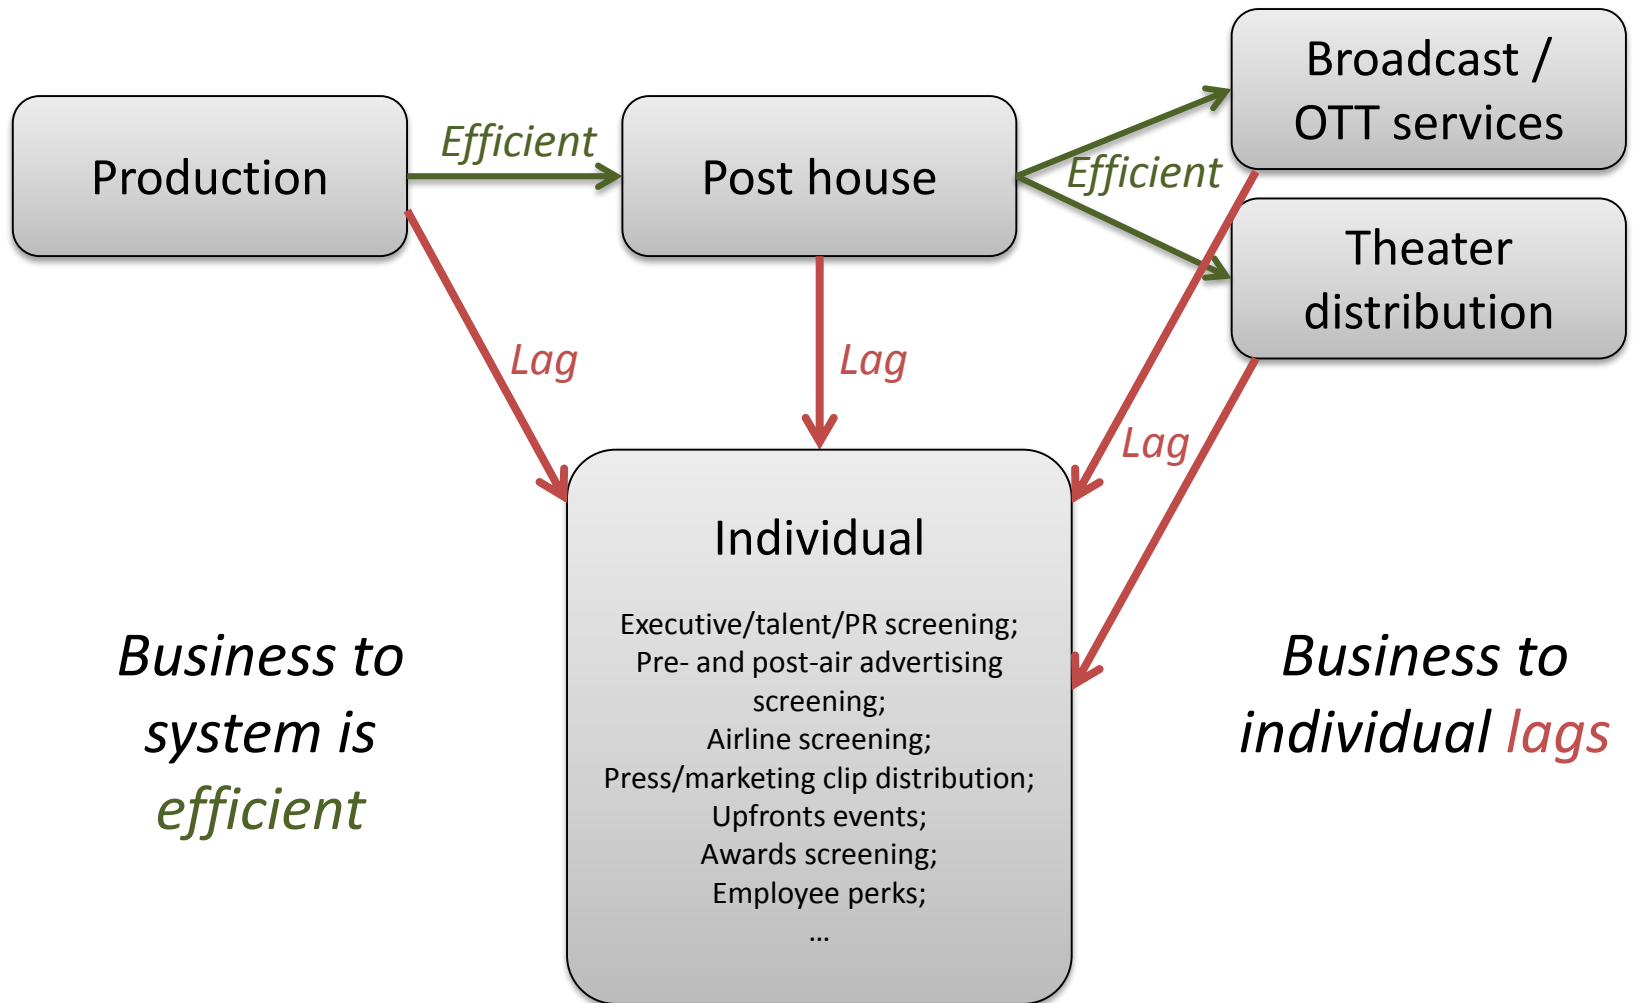 Production
Efficient
Post house
Efficient
Broadcast /
OTT services
Theater
distribution
Lag
Lag
Lag
Individual
Executive/talent/PR screening;
Pre- and post-air advertising
screening;
Airline screening;
Press/marketing clip distribution;
Upfronts events;
Awards screening;
Employee perks;
…
Business to
system is
efficient
Business to
individual lags